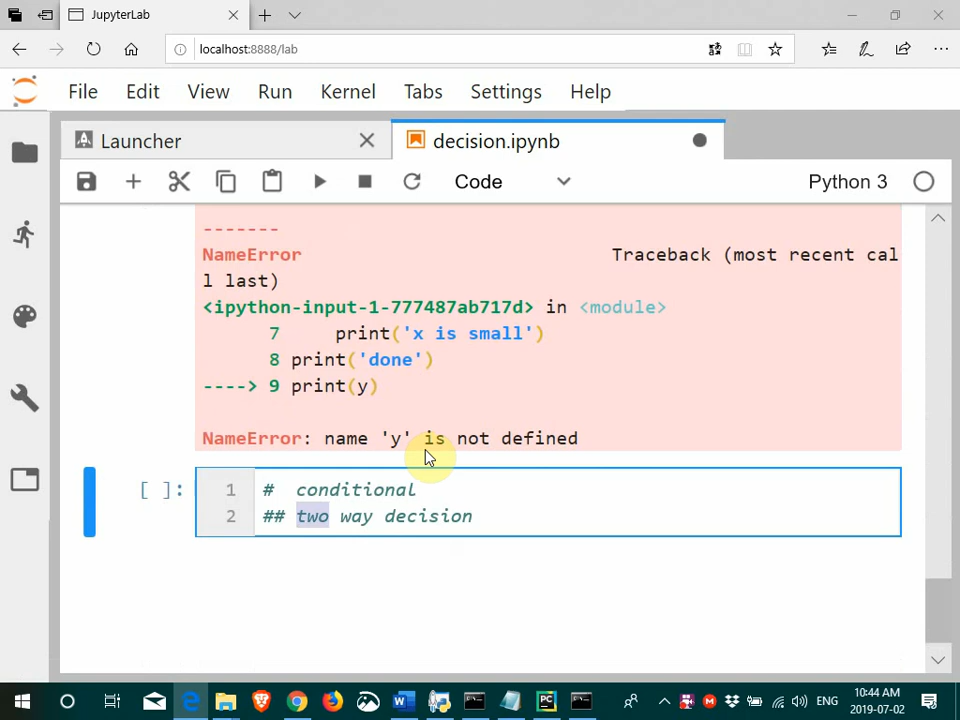 JupyterLab
localhost:8888/lab
File Edit View Run Kernel Tabs Settings Help
Launcher
decision.ipynb
Code
Python 3
-------
NameError Traceback (most recent cal
l last)
<ipython-input-1-777487ab717d> in <module>
7 print('x is small')
8 print('done')
----> 9 print(y)
NameError: name 'y' is not defined
[ ]:
1 # conditional
2 ## two way decision
ENG
10:44 AM
2019-07-02